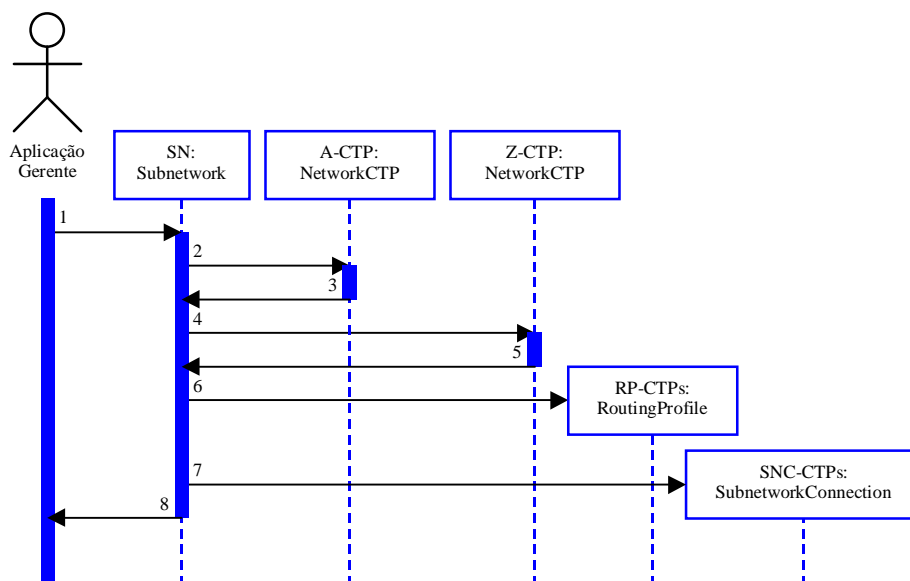 Aplicação
Gerente
SN:
Subnetwork
A-CTP:
NetworkCTP
Z-CTP:
NetworkCTP
1
2
3
4
5
6
RP-CTPs:
RoutingProfile
7
SNC-CTPs:
SubnetworkConnection
8